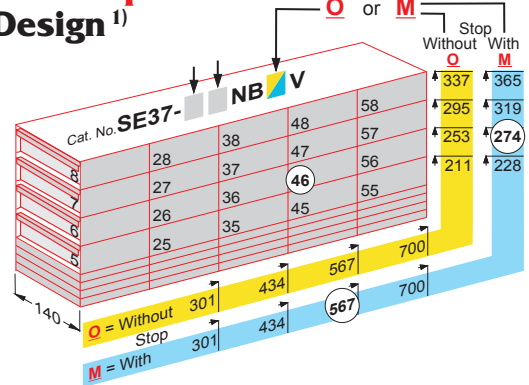 O or M
Design 1)
Stop
Without With
O M
337 365
295 319
253 274
211 228
Cat. No. SE37- NB V
8 28 38 48 58
7 27 37 47 57
6 26 36 46 56
5 25 35 45 55
140
O = Without 301 434 567 700
Stop
M = With 301 434 567 700